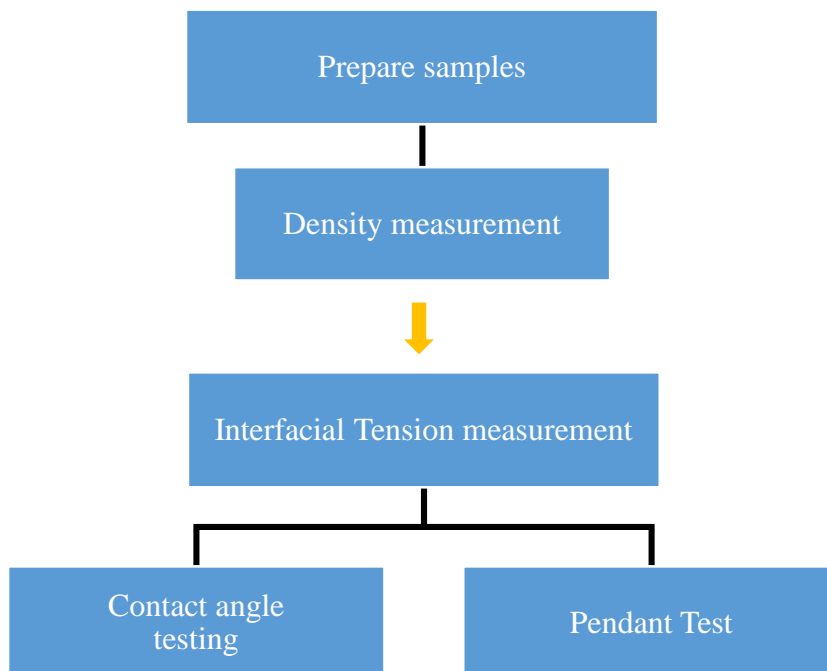 Prepare samples
Density measurement
Interfacial Tension measurement
Contact angle
testing
Pendant Test